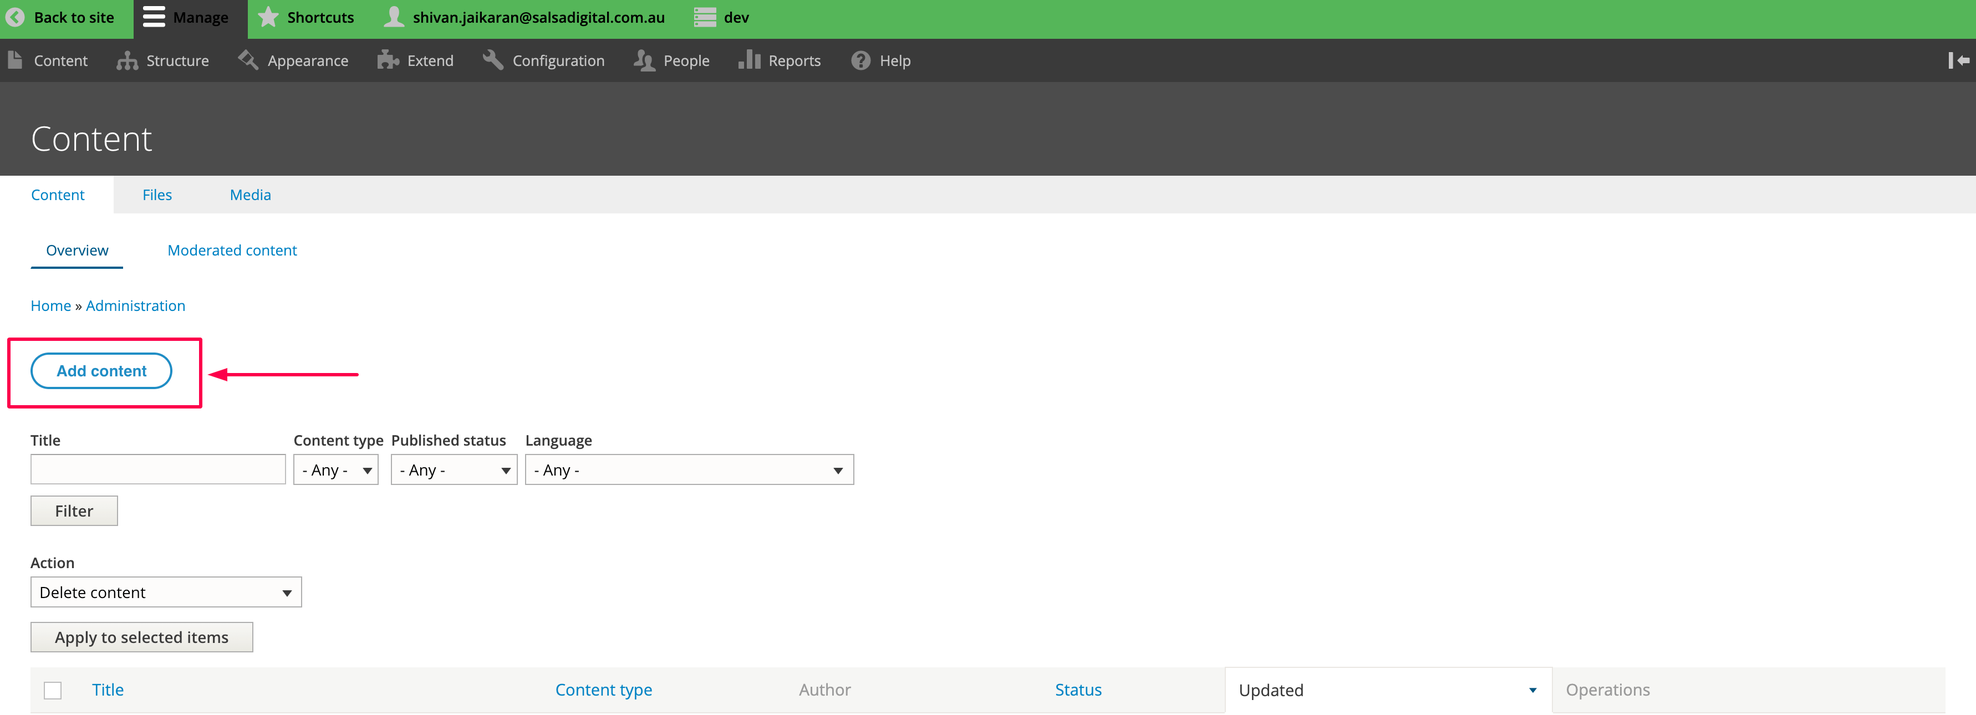 Back to site Manage Shortcuts shivan.jaikaran@salsadigital.com.au dev
Content Structure Appearance Extend Configuration People Reports Help
Content
Content Files Media
Overview Moderated content
Home » Administration
Add content
Title Content type Published status Language
- Any - - Any - - Any -
Filter
Action
Delete content
Apply to selected items
Title Content type Author Status Updated Operations